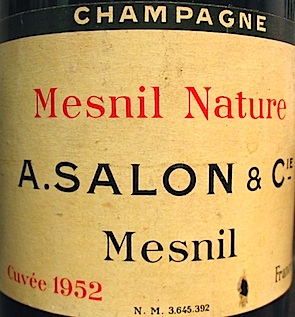 CHAMPAGNE
Mesnil Nature
A.SALON & Cie
Mesnil
Cuvée 1952
N. M. 3.645.392